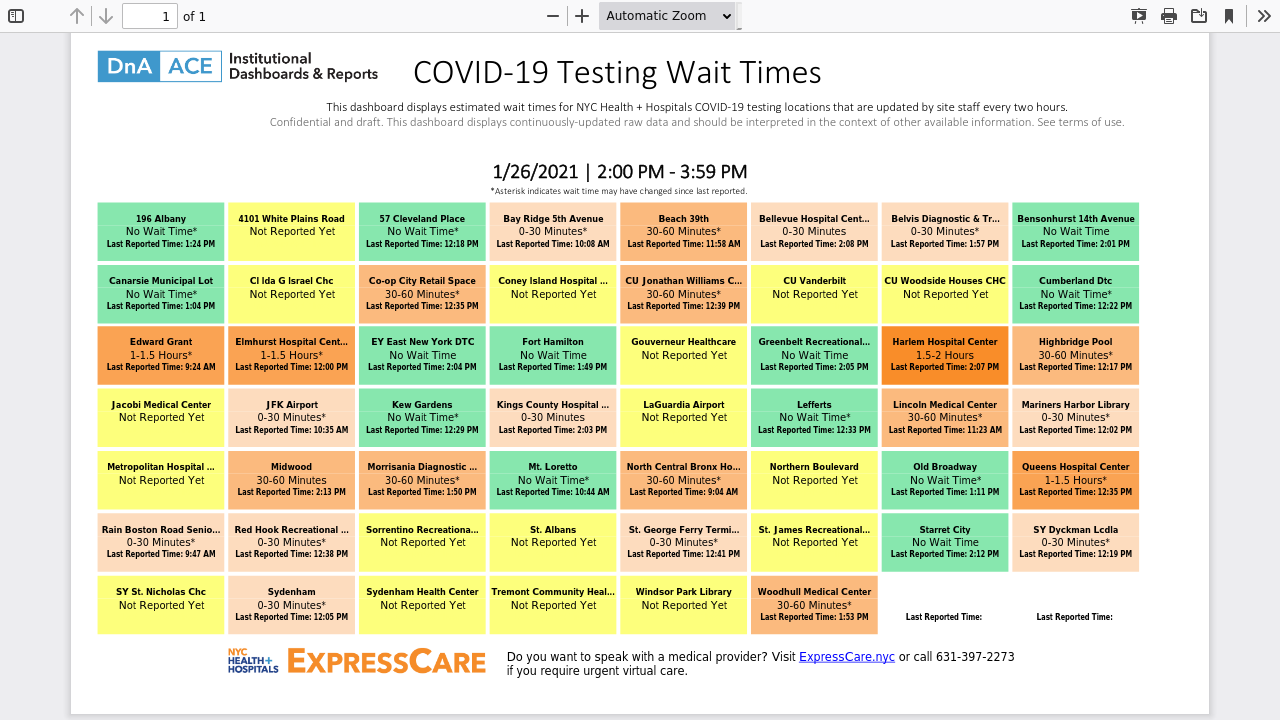 1 of 1 Automatic Zoom
DnA ACE Institutional
Dashboards & Reports
COVID-19 Testing Wait Times
This dashboard displays estimated wait times for NYC Health + Hospitals COVID-19 testing locations that are updated by site staff every two hours.
Confidential and draft. This dashboard displays continuously-updated raw data and should be interpreted in the context of other available information. See terms of use.
1/26/2021 | 2:00 PM - 3:59 PM
*Asterisk indicates wait time may have changed since last reported.
196 Albany
No Wait Time*
Last Reported Time: 1:24 PM
4101 White Plains Road
Not Reported Yet
57 Cleveland Place
No Wait Time*
Last Reported Time: 12:18 PM
Bay Ridge 5th Avenue
0-30 Minutes*
Last Reported Time: 10:08 AM
Beach 39th
30-60 Minutes*
Last Reported Time: 11:58 AM
Bellevue Hospital Cent...
0-30 Minutes
Last Reported Time: 2:08 PM
Belvis Diagnostic & Tr...
0-30 Minutes*
Last Reported Time: 1:57 PM
Bensonhurst 14th Avenue
No Wait Time
Last Reported Time: 2:01 PM
Canarsie Municipal Lot
No Wait Time*
Last Reported Time: 1:04 PM
CI Ida G Israel Chc
Not Reported Yet
Co-op City Retail Space
30-60 Minutes*
Last Reported Time: 12:35 PM
Coney Island Hospital ...
Not Reported Yet
CU Jonathan Williams C...
30-60 Minutes*
Last Reported Time: 12:39 PM
CU Vanderbilt
Not Reported Yet
CU Woodside Houses CHC
Not Reported Yet
Cumberland Dtc
No Wait Time*
Last Reported Time: 12:22 PM
Edward Grant
1-1.5 Hours*
Last Reported Time: 9:24 AM
Elmhurst Hospital Cent...
1-1.5 Hours*
Last Reported Time: 12:00 PM
EY East New York DTC
No Wait Time
Last Reported Time: 2:04 PM
Fort Hamilton
No Wait Time
Last Reported Time: 1:49 PM
Gouverneur Healthcare
Not Reported Yet
Greenbelt Recreational...
No Wait Time
Last Reported Time: 2:05 PM
Harlem Hospital Center
1.5-2 Hours
Last Reported Time: 2:07 PM
Highbridge Pool
30-60 Minutes*
Last Reported Time: 12:17 PM
Jacobi Medical Center
Not Reported Yet
JFK Airport
0-30 Minutes*
Last Reported Time: 10:35 AM
Kew Gardens
No Wait Time*
Last Reported Time: 12:29 PM
Kings County Hospital ...
0-30 Minutes
Last Reported Time: 2:03 PM
LaGuardia Airport
Not Reported Yet
Lefferts
No Wait Time*
Last Reported Time: 12:33 PM
Lincoln Medical Center
30-60 Minutes*
Last Reported Time: 11:23 AM
Mariners Harbor Library
0-30 Minutes*
Last Reported Time: 12:02 PM
Metropolitan Hospital ...
Not Reported Yet
Midwood
30-60 Minutes
Last Reported Time: 2:13 PM
Morrisania Diagnostic ...
30-60 Minutes*
Last Reported Time: 1:50 PM
Mt. Loretto
No Wait Time*
Last Reported Time: 10:44 AM
North Central Bronx Ho...
30-60 Minutes*
Last Reported Time: 9:04 AM
Northern Boulevard
Not Reported Yet
Old Broadway
No Wait Time*
Last Reported Time: 1:11 PM
Queens Hospital Center
1-1.5 Hours*
Last Reported Time: 12:35 PM
Rain Boston Road Senio...
0-30 Minutes*
Last Reported Time: 9:47 AM
Red Hook Recreational ...
0-30 Minutes*
Last Reported Time: 12:38 PM
Sorrentino Recreationa...
Not Reported Yet
St. Albans
Not Reported Yet
St. George Ferry Termi...
0-30 Minutes*
Last Reported Time: 12:41 PM
St. James Recreational...
Not Reported Yet
Starret City
No Wait Time
Last Reported Time: 2:12 PM
SY Dyckman Lcdla
0-30 Minutes*
Last Reported Time: 12:19 PM
SY St. Nicholas Chc
Not Reported Yet
Sydenham
0-30 Minutes*
Last Reported Time: 12:05 PM
Sydenham Health Center
Not Reported Yet
Tremont Community Heal...
Not Reported Yet
Windsor Park Library
Not Reported Yet
Woodhull Medical Center
30-60 Minutes*
Last Reported Time: 1:53 PM
Last Reported Time:
Last Reported Time:
NYC
HEALTH+
HOSPITALS
EXPRESSCARE
Do you want to speak with a medical provider? Visit ExpressCare.nyc or call 631-397-2273
if you require urgent virtual care.